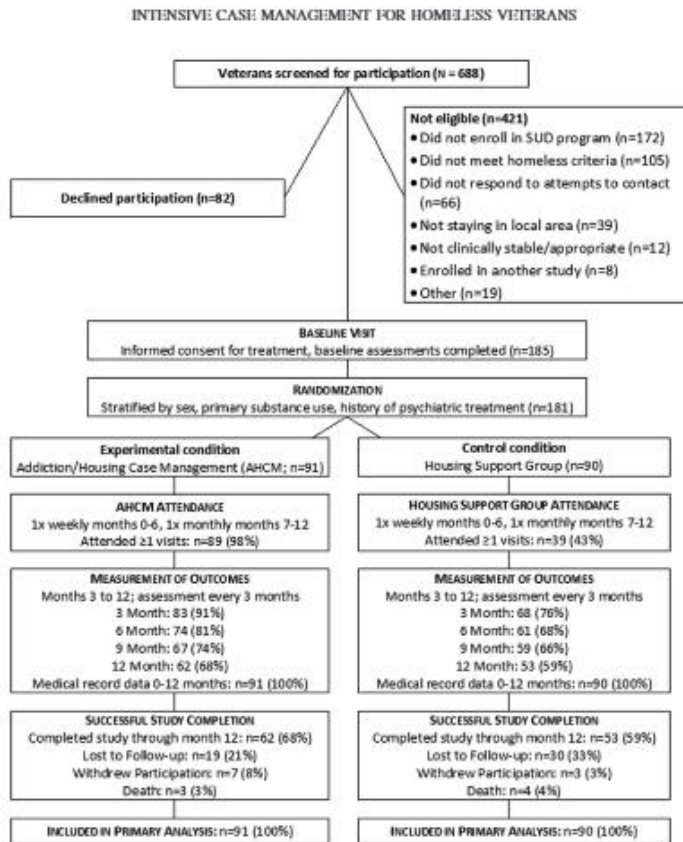 INTENSIVE CASE MANAGEMENT FOR HOMELESS VETERANS
Veterans screened for participation (N = 688)
Declined participation (n=82)
Not eligible (n=421)
• Did not enroll in SUD program (n=172)
• Did not meet homeless criteria (n=105)
• Did not respond to attempts to contact
(n=66)
• Not staying in local area (n=39)
• Not clinically stable/appropriate (n=12)
• Enrolled in another study (n=8)
• Other (n=19)
BASELINE VISIT
Informed consent for treatment, baseline assessments completed (n=185)
RANDOMIZATION
Stratified by sex, primary substance use, history of psychiatric treatment (n=181)
Experimental condition
Addiction/Housing Case Management (AHCM; n=91)
Control condition
Housing Support Group (n=90)
AHCM ATTENDANCE
1x weekly months 0-6, 1x monthly months 7-12
Attended ≥1 visits: n=89 (98%)
HOUSING SUPPORT GROUP ATTENDANCE
1x weekly months 0-6, 1x monthly months 7-12
Attended ≥1 visits: n=39 (43%)
MEASUREMENT OF OUTCOMES
Months 3 to 12; assessment every 3 months
3 Month: 83 (91%)
6 Month: 74 (81%)
9 Month: 67 (74%)
12 Month: 62 (68%)
Medical record data 0-12 months: n=91 (100%)
MEASUREMENT OF OUTCOMES
Months 3 to 12; assessment every 3 months
3 Month: 68 (76%)
6 Month: 61 (68%)
9 Month: 59 (66%)
12 Month: 53 (59%)
Medical record data 0-12 months: n=90 (100%)
SUCCESSFUL STUDY COMPLETION
Completed study through month 12: n=62 (68%)
Lost to Follow-up: n=19 (21%)
Withdrew Participation: n=7 (8%)
Death: n=3 (3%)
SUCCESSFUL STUDY COMPLETION
Completed study through month 12: n=53 (59%)
Lost to Follow-up: n=30 (33%)
Withdrew Participation: n=3 (3%)
Death: n=4 (4%)
INCLUDED IN PRIMARY ANALYSIS: n=91 (100%)
INCLUDED IN PRIMARY ANALYSIS: n=90 (100%)